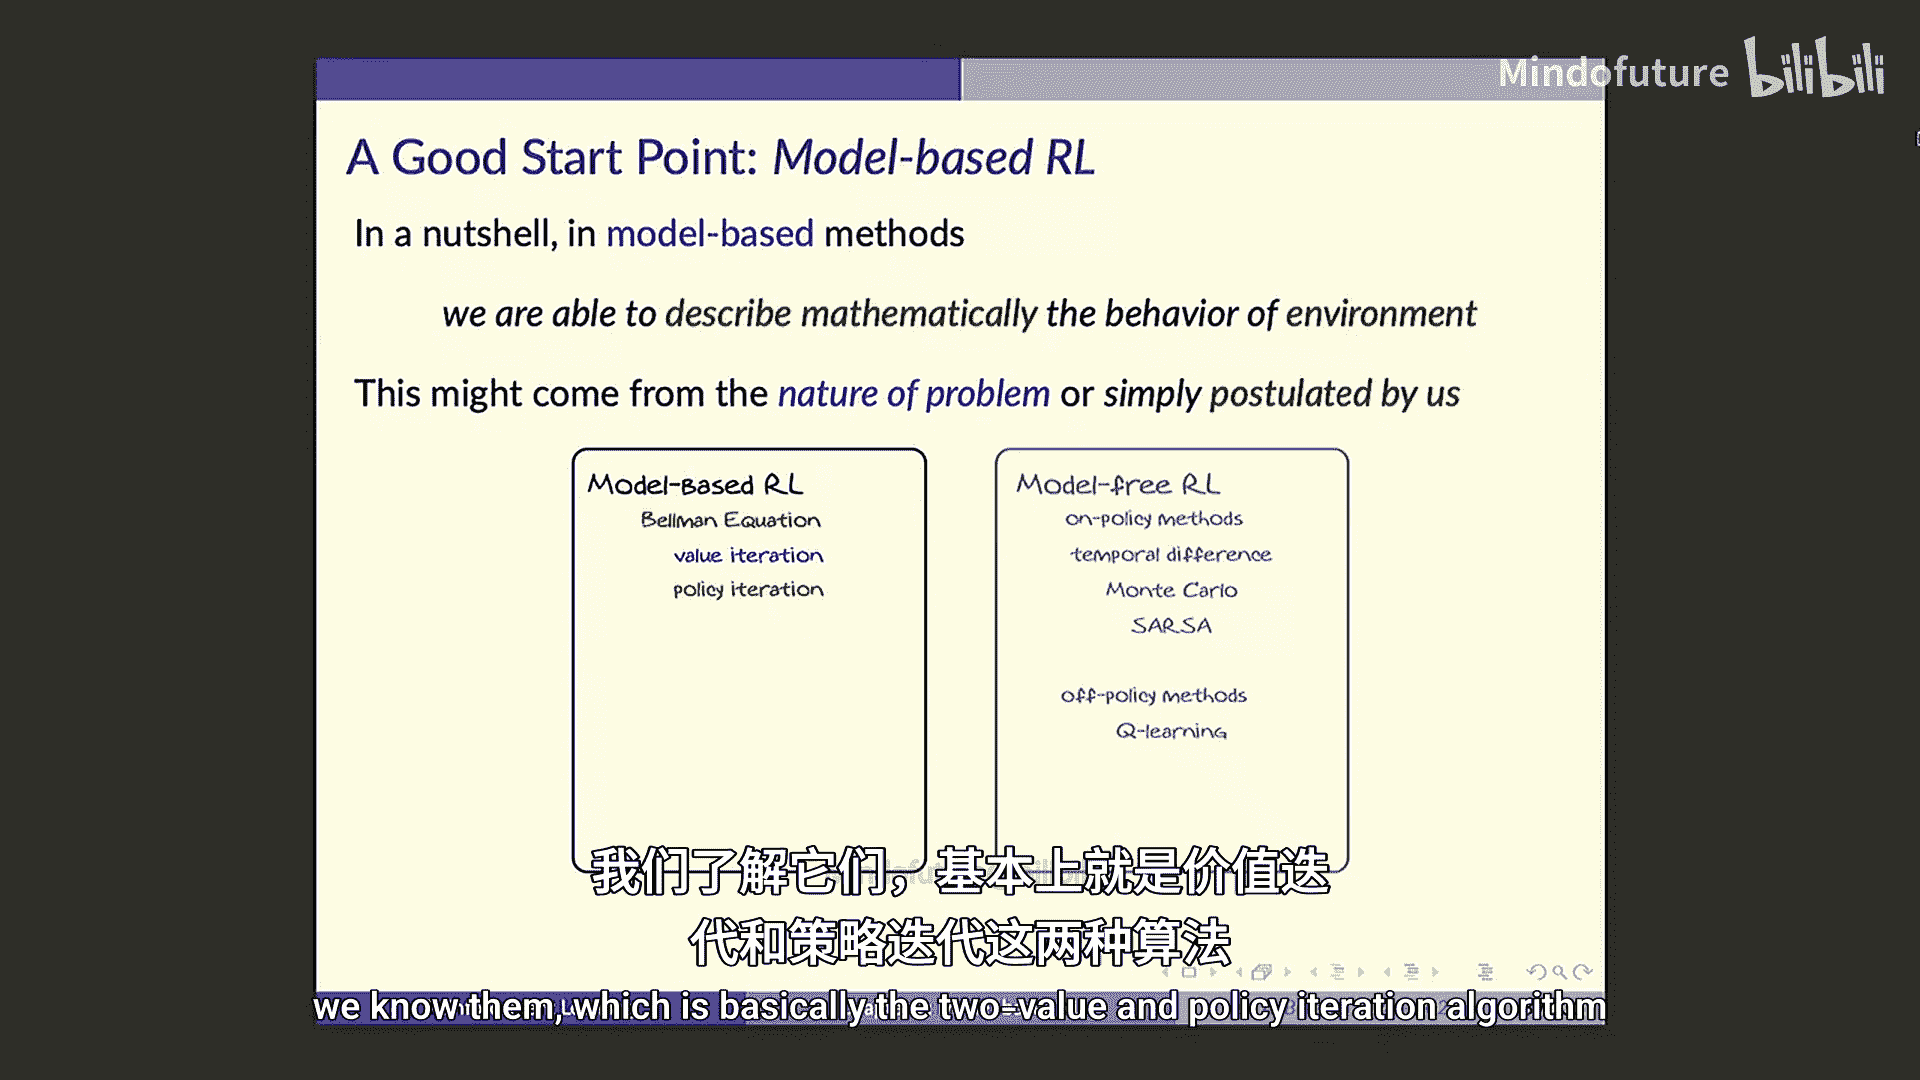 Mindofuture bilibili
A Good Start Point: Model-based RL
In a nutshell, in model-based methods
we are able to describe mathematically the behavior of environment
This might come from the nature of problem or simply postulated by us
Model-Based RL
Bellman Equation
value iteration
policy iteration
Model-free RL
on-policy methods
temporal difference
Monte Carlo
SARSA
off-policy methods
Q-learning
我们了解它们，基本上就是价值迭
代和策略迭代这两种算法
we know them, which is basically the two-value and policy iteration algorithm